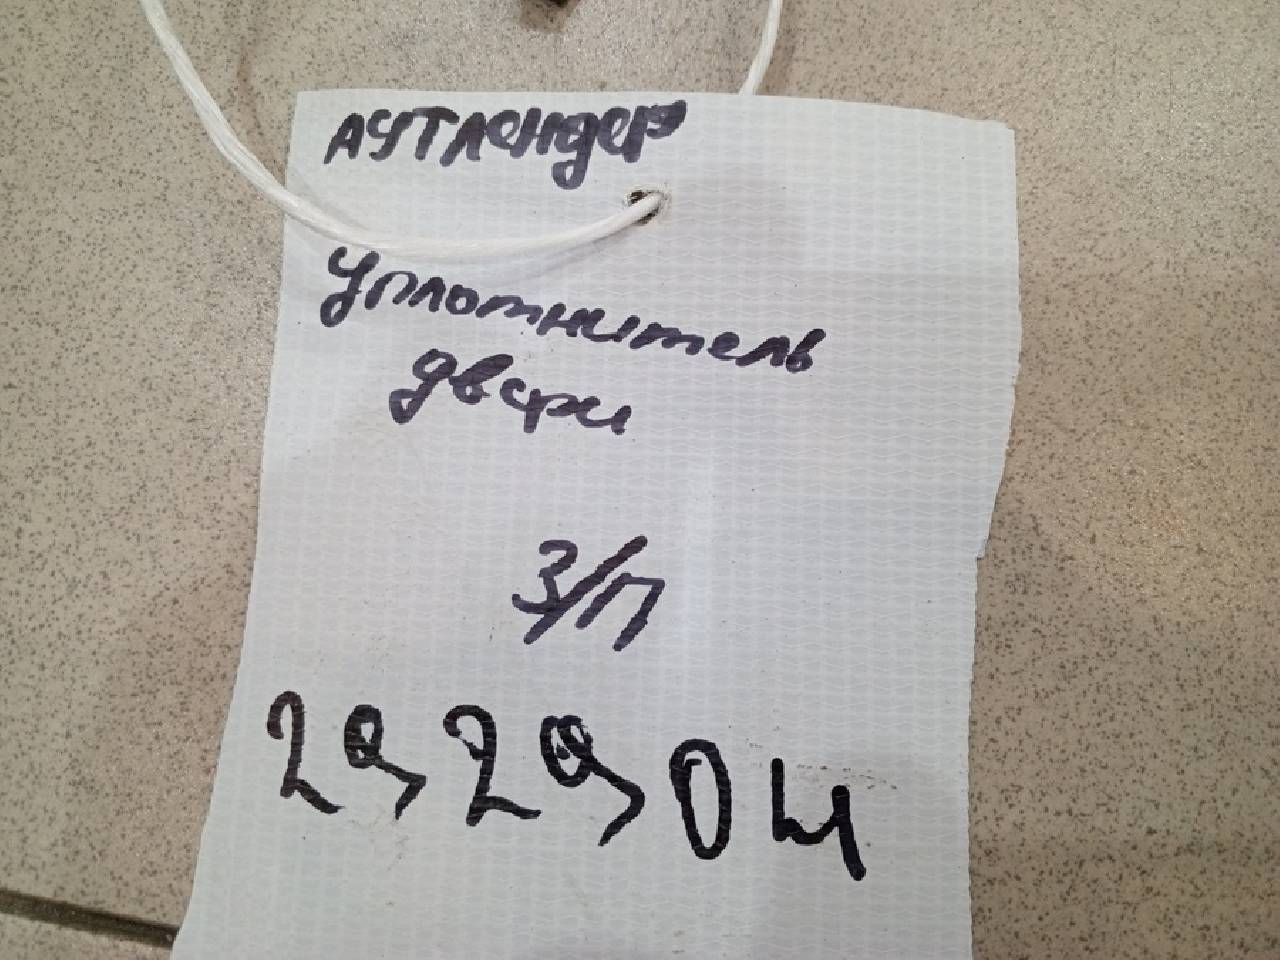 Аутлендер
Уплотнитель
двери
З/П
292904